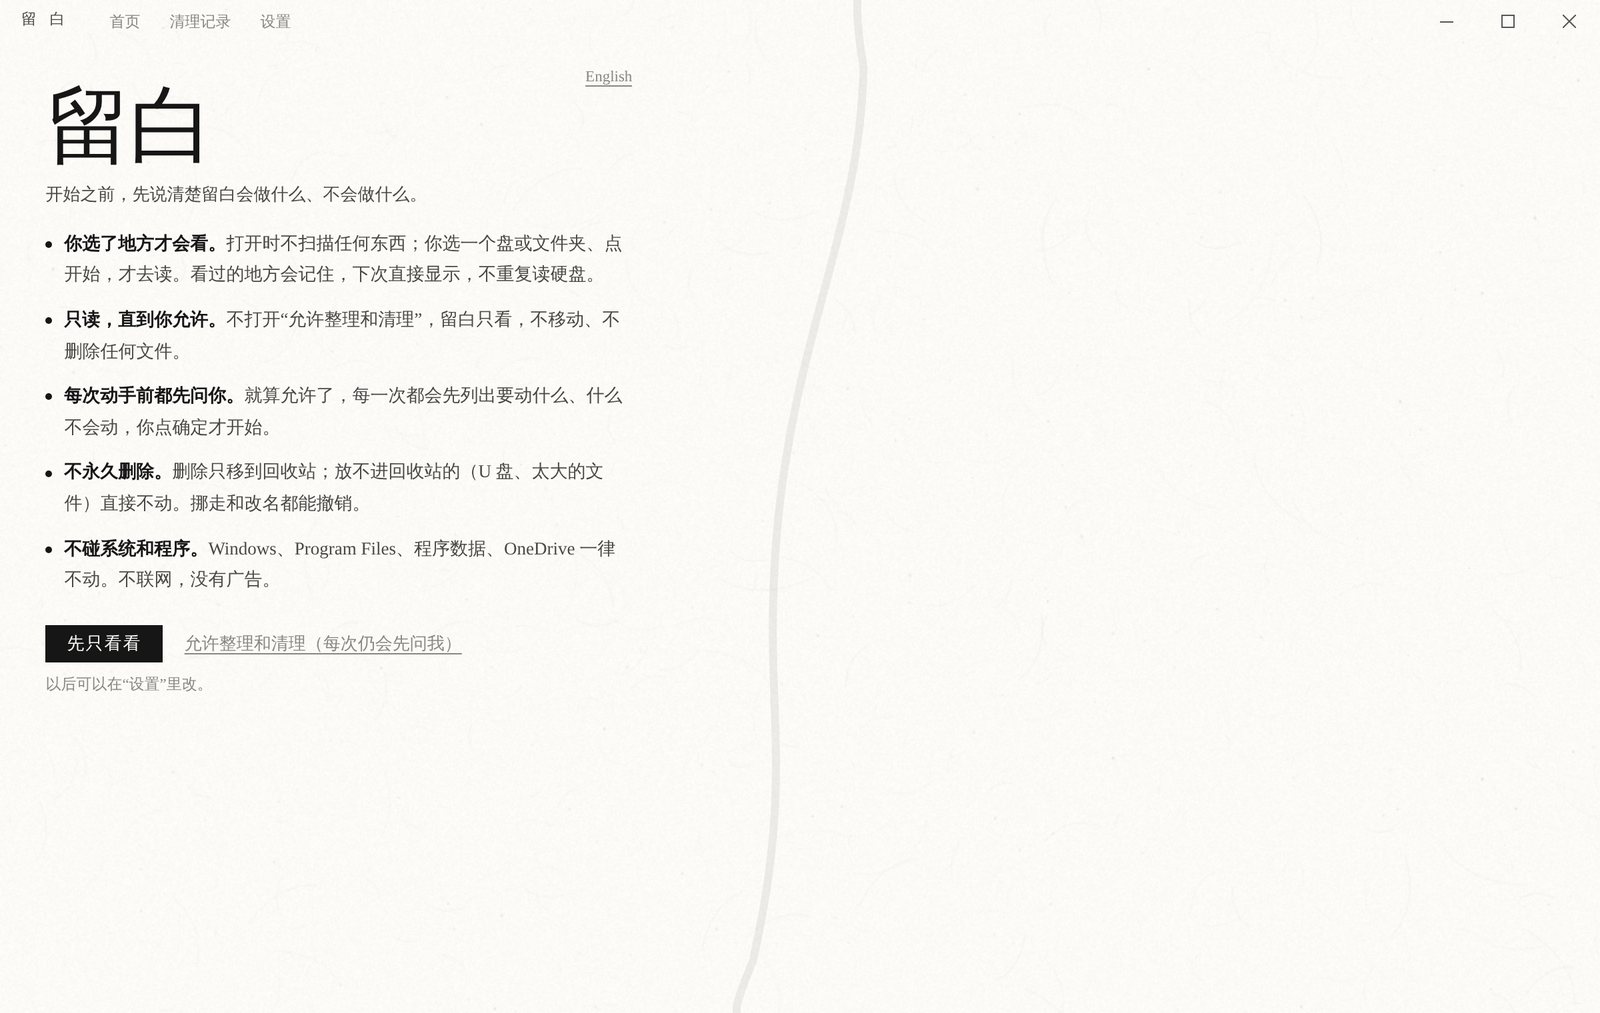 留 白
首页
清理记录
设置
English
留白
开始之前，先说清楚留白会做什么、不会做什么。
你选了地方才会看。打开时不扫描任何东西；你选一个盘或文件夹、点
开始，才去读。看过的地方会记住，下次直接显示，不重复读硬盘。
只读，直到你允许。不打开“允许整理和清理”，留白只看，不移动、不
删除任何文件。
每次动手前都先问你。就算允许了，每一次都会先列出要动什么、什么
不会动，你点确定才开始。
不永久删除。删除只移到回收站；放不进回收站的（U 盘、太大的文
件）直接不动。挪走和改名都能撤销。
不碰系统和程序。Windows、Program Files、程序数据、OneDrive 一律
不动。不联网，没有广告。
先只看看
允许整理和清理（每次仍会先问我）
以后可以在“设置”里改。